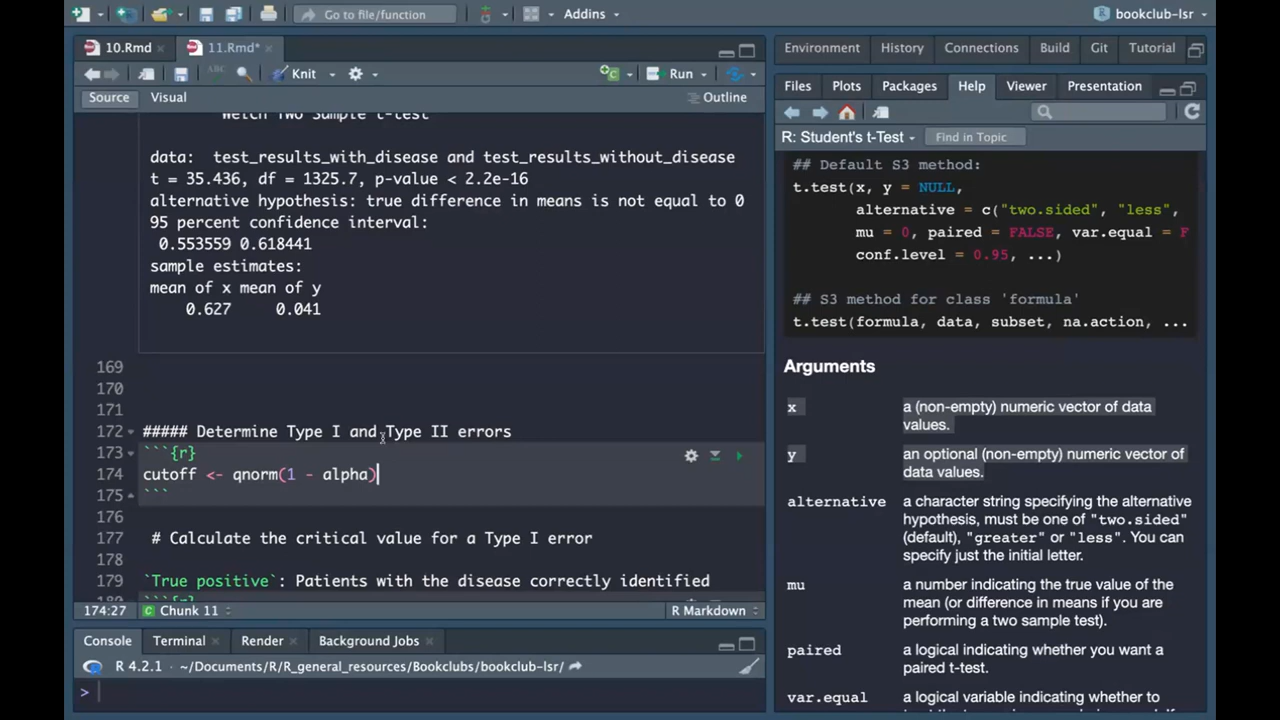 Go to file/function
Addins
bookclub-lsr
10.Rmd
11.Rmd*
ABC
Knit
Run
Source
Visual
Outline
Welch Two Sample t-test
data: test_results_with_disease and test_results_without_disease
t = 35.436, df = 1325.7, p-value < 2.2e-16
alternative hypothesis: true difference in means is not equal to 0
95 percent confidence interval:
0.553559 0.618441
sample estimates:
mean of x mean of y
0.627 0.041
169
170
171
172 ##### Determine Type I and Type II errors
173 ```{r}
174 cutoff <- qnorm(1 - alpha)
175 ```
176
177 # Calculate the critical value for a Type I error
178
179 `True positive`: Patients with the disease correctly identified
180 ```{r}
174:27
Chunk 11
R Markdown
Console
Terminal
Render
Background Jobs
R 4.2.1 · ~/Documents/R/R_general_resources/Bookclubs/bookclub-lsr/
>
Environment
History
Connections
Build
Git
Tutorial
Files
Plots
Packages
Help
Viewer
Presentation
R: Student's t-Test
Find in Topic
## Default S3 method:
t.test(x, y = NULL,
alternative = c("two.sided", "less",
mu = 0, paired = FALSE, var.equal = F
conf.level = 0.95, ...)
## S3 method for class 'formula'
t.test(formula, data, subset, na.action, ...
Arguments
x a (non-empty) numeric vector of data
values.
y an optional (non-empty) numeric vector of
data values.
alternative a character string specifying the alternative
hypothesis, must be one of "two.sided"
(default), "greater" or "less". You can
specify just the initial letter.
mu a number indicating the true value of the
mean (or difference in means if you are
performing a two sample test).
paired a logical indicating whether you want a
paired t-test.
var.equal a logical variable indicating whether to